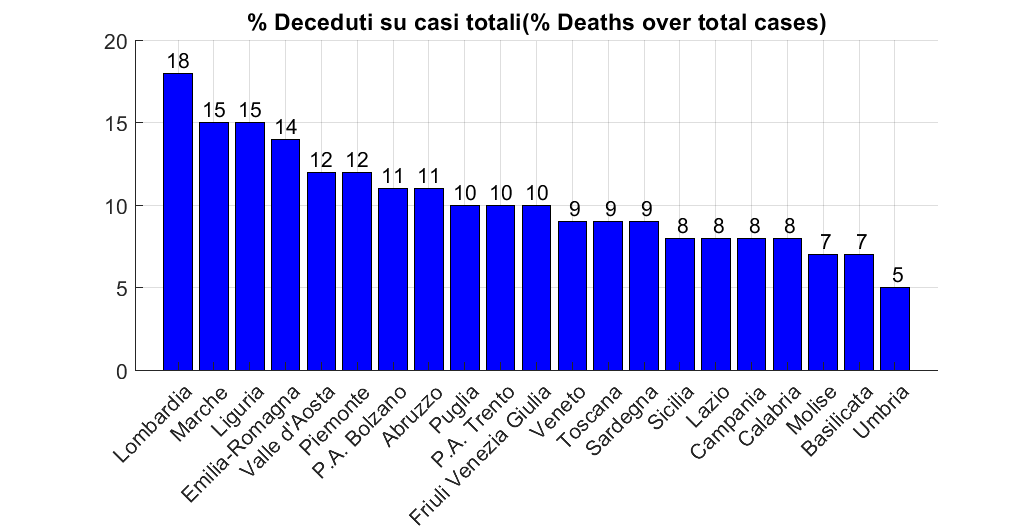 % Deceduti su casi totali(% Deaths over total cases)
20
15
10
5
0
18
15
15
14
12
12
11
11
10
10
10
9
9
9
8
8
8
8
7
7
5
Lombardia
Marche
Liguria
Emilia-Romagna
Valle d'Aosta
Piemonte
P.A. Bolzano
Abruzzo
Puglia
P.A. Trento
Friuli Venezia Giulia
Veneto
Toscana
Sardegna
Sicilia
Lazio
Campania
Calabria
Molise
Basilicata
Umbria